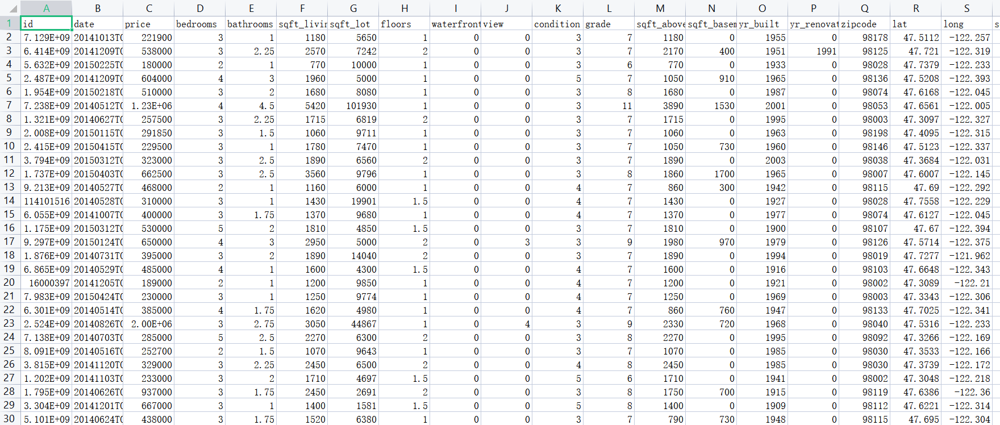 A B C D E F G H I J K L M N O P Q R S
1 id date price bedrooms bathrooms sqft_livin sqft_lot floors waterfront view condition grade sqft_above sqft_basem yr_built yr_renovat zipcode lat long s
2 7.129E+09 20141013T0 221900 3 1 1180 5650 1 0 0 3 7 1180 0 1955 0 98178 47.5112 -122.257
3 6.414E+09 20141209T0 538000 3 2.25 2570 7242 2 0 0 3 7 2170 400 1951 1991 98125 47.721 -122.319
4 5.632E+09 20150225T0 180000 2 1 770 10000 1 0 0 3 6 770 0 1933 0 98028 47.7379 -122.233
5 2.487E+09 20141209T0 604000 4 3 1960 5000 1 0 0 5 7 1050 910 1965 0 98136 47.5208 -122.393
6 1.954E+09 20150218T0 510000 3 2 1680 8080 1 0 0 3 8 1680 0 1987 0 98074 47.6168 -122.045
7 7.238E+09 20140512T0 1.23E+06 4 4.5 5420 101930 1 0 0 3 11 3890 1530 2001 0 98053 47.6561 -122.005
8 1.321E+09 20140627T0 257500 3 2.25 1715 6819 2 0 0 3 7 1715 0 1995 0 98003 47.3097 -122.327
9 2.008E+09 20150115T0 291850 3 1.5 1060 9711 1 0 0 3 7 1060 0 1963 0 98198 47.4095 -122.315
10 2.415E+09 20150415T0 229500 3 1 1780 7470 1 0 0 3 7 1050 730 1960 0 98146 47.5123 -122.337
11 3.794E+09 20150312T0 323000 3 2.5 1890 6560 2 0 0 3 7 1890 0 2003 0 98038 47.3684 -122.031
12 1.737E+09 20150403T0 662500 3 2.5 3560 9796 1 0 0 3 8 1860 1700 1965 0 98007 47.6007 -122.145
13 9.213E+09 20140527T0 468000 2 1 1160 6000 1 0 0 4 7 860 300 1942 0 98115 47.69 -122.292
14 114101516 20140528T0 310000 3 1 1430 19901 1.5 0 0 4 7 1430 0 1927 0 98028 47.7558 -122.229
15 6.055E+09 20141007T0 400000 3 1.75 1370 9680 1 0 0 4 7 1370 0 1977 0 98074 47.6127 -122.045
16 1.175E+09 20150312T0 530000 5 2 1810 4850 1.5 0 0 3 7 1810 0 1900 0 98107 47.67 -122.394
17 9.297E+09 20150124T0 650000 4 3 2950 5000 2 0 3 3 9 1980 970 1979 0 98126 47.5714 -122.375
18 1.876E+09 20140731T0 395000 3 2 1890 14040 2 0 0 3 7 1890 0 1994 0 98019 47.7277 -121.962
19 6.865E+09 20140529T0 485000 4 1 1600 4300 1.5 0 0 4 7 1600 0 1916 0 98103 47.6648 -122.343
20 16000397 20141205T0 189000 2 1 1200 9850 1 0 0 4 7 1200 0 1921 0 98002 47.3089 -122.21
21 7.983E+09 20150424T0 230000 3 1 1250 9774 1 0 0 4 7 1250 0 1969 0 98003 47.3343 -122.306
22 6.301E+09 20140514T0 385000 4 1.75 1620 4980 1 0 0 4 7 860 760 1947 0 98133 47.7025 -122.341
23 2.524E+09 20140826T0 2.00E+06 3 2.75 3050 44867 1 0 4 3 9 2330 720 1968 0 98040 47.5316 -122.233
24 7.138E+09 20140703T0 285000 5 2.5 2270 6300 2 0 0 3 8 2270 0 1995 0 98092 47.3266 -122.169
25 8.091E+09 20140516T0 252700 2 1.5 1070 9643 1 0 0 3 7 1070 0 1985 0 98030 47.3533 -122.166
26 3.815E+09 20141120T0 329000 3 2.25 2450 6500 2 0 0 4 8 2450 0 1985 0 98030 47.3739 -122.172
27 1.202E+09 20141103T0 233000 3 2 1710 4697 1.5 0 0 5 6 1710 0 1941 0 98002 47.3048 -122.218
28 1.795E+09 20140626T0 937000 3 1.75 2450 2691 2 0 0 3 8 1750 700 1915 0 98119 47.6386 -122.36
29 3.304E+09 20141201T0 667000 3 1 1400 1581 1.5 0 0 5 8 1400 0 1909 0 98112 47.6221 -122.314
30 5.101E+09 20140624T0 438000 3 1.75 1520 6380 1 0 0 3 7 790 730 1948 0 98115 47.695 -122.304